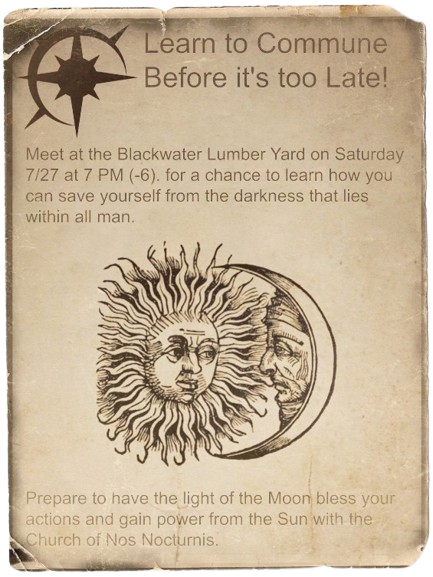 Learn to Commune
Before it's too Late!
Meet at the Blackwater Lumber Yard on Saturday
7/27 at 7 PM (-6). for a chance to learn how you
can save yourself from the darkness that lies
within all man.
Prepare to have the light of the Moon bless your
actions and gain power from the Sun with the
Church of Nos Nocturnis.